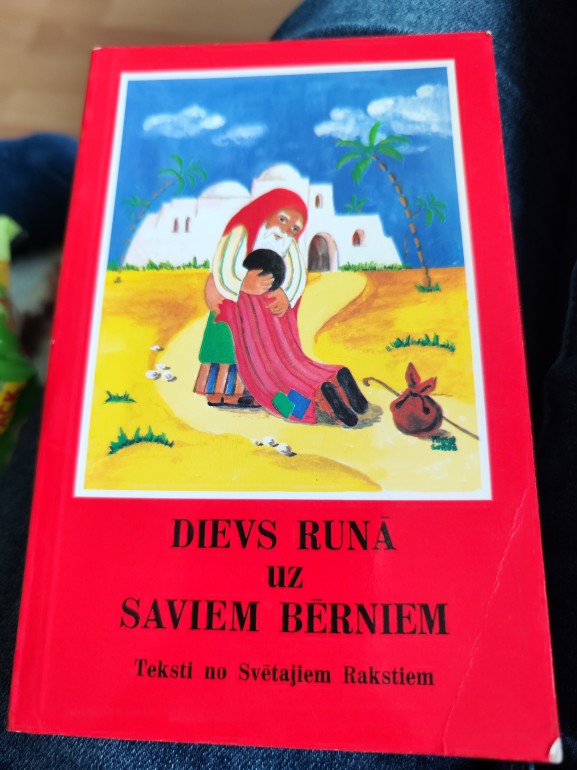 DIEVS RUNĀ
uz
SAVIEM BĒRNIEM
Teksti no Svētajiem Rakstiem